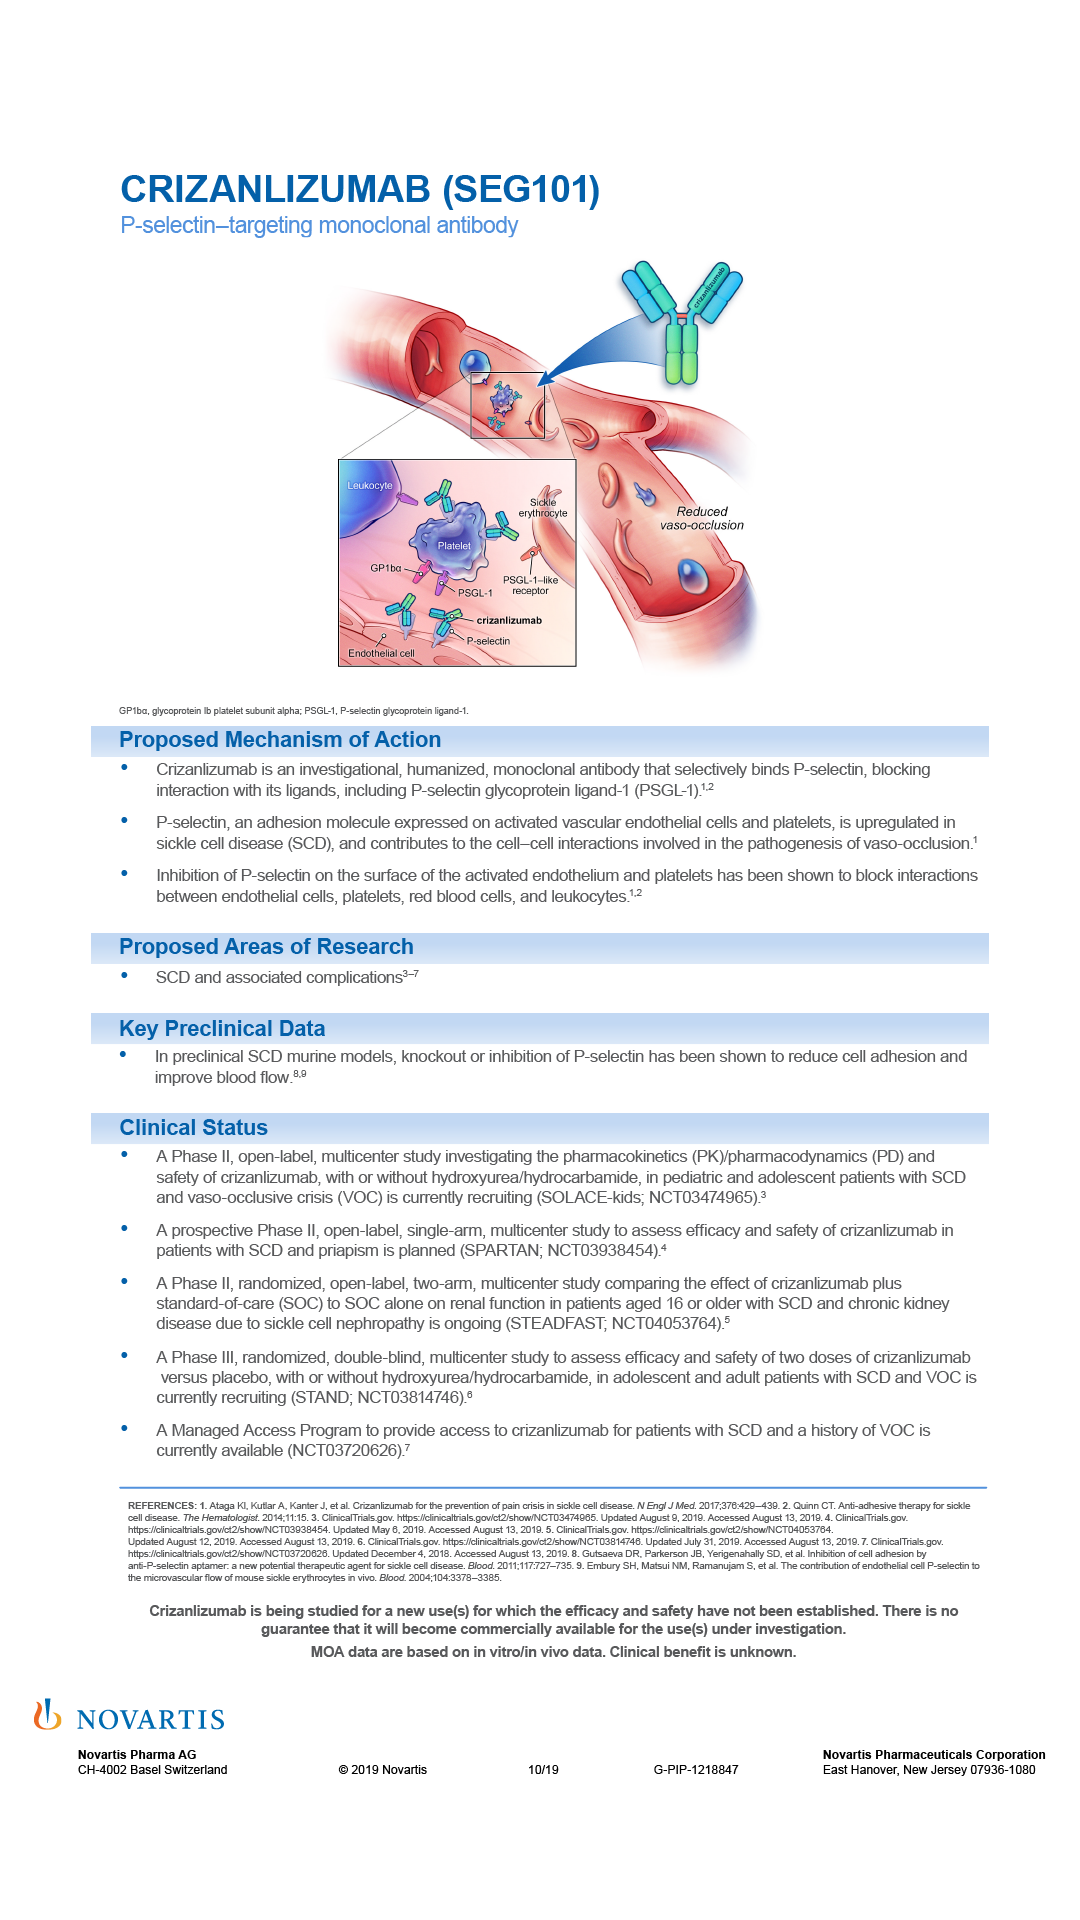 CRIZANLIZUMAB (SEG101)
P-selectin–targeting monoclonal antibody
crizanlizumab
Leukocyte
Sickle
erythrocyte
Platelet
GP1bα
PSGL-1
PSGL-1–like
receptor
crizanlizumab
P-selectin
Endothelial cell
Reduced
vaso-occlusion
GP1bα, glycoprotein Ib platelet subunit alpha; PSGL-1, P-selectin glycoprotein ligand-1.
Proposed Mechanism of Action
• Crizanlizumab is an investigational, humanized, monoclonal antibody that selectively binds P-selectin, blocking
interaction with its ligands, including P-selectin glycoprotein ligand-1 (PSGL-1).1,2
• P-selectin, an adhesion molecule expressed on activated vascular endothelial cells and platelets, is upregulated in
sickle cell disease (SCD), and contributes to the cell–cell interactions involved in the pathogenesis of vaso-occlusion.1
• Inhibition of P-selectin on the surface of the activated endothelium and platelets has been shown to block interactions
between endothelial cells, platelets, red blood cells, and leukocytes.1,2
Proposed Areas of Research
• SCD and associated complications3–7
Key Preclinical Data
• In preclinical SCD murine models, knockout or inhibition of P-selectin has been shown to reduce cell adhesion and
improve blood flow.8,9
Clinical Status
• A Phase II, open-label, multicenter study investigating the pharmacokinetics (PK)/pharmacodynamics (PD) and
safety of crizanlizumab, with or without hydroxyurea/hydrocarbamide, in pediatric and adolescent patients with SCD
and vaso-occlusive crisis (VOC) is currently recruiting (SOLACE-kids; NCT03474965).3
• A prospective Phase II, open-label, single-arm, multicenter study to assess efficacy and safety of crizanlizumab in
patients with SCD and priapism is planned (SPARTAN; NCT03938454).4
• A Phase II, randomized, open-label, two-arm, multicenter study comparing the effect of crizanlizumab plus
standard-of-care (SOC) to SOC alone on renal function in patients aged 16 or older with SCD and chronic kidney
disease due to sickle cell nephropathy is ongoing (STEADFAST; NCT04053764).5
• A Phase III, randomized, double-blind, multicenter study to assess efficacy and safety of two doses of crizanlizumab
versus placebo, with or without hydroxyurea/hydrocarbamide, in adolescent and adult patients with SCD and VOC is
currently recruiting (STAND; NCT03814746).6
• A Managed Access Program to provide access to crizanlizumab for patients with SCD and a history of VOC is
currently available (NCT03720626).7
REFERENCES: 1. Ataga KI, Kutlar A, Kanter J, et al. Crizanlizumab for the prevention of pain crisis in sickle cell disease. N Engl J Med. 2017;376:429–439. 2. Quinn CT. Anti-adhesive therapy for sickle
cell disease. The Hematologist. 2014;11:15. 3. ClinicalTrials.gov. https://clinicaltrials.gov/ct2/show/NCT03474965. Updated August 9, 2019. Accessed August 13, 2019. 4. ClinicalTrials.gov.
https://clinicaltrials.gov/ct2/show/NCT03938454. Updated May 6, 2019. Accessed August 13, 2019. 5. ClinicalTrials.gov. https://clinicaltrials.gov/ct2/show/NCT04053764.
Updated August 12, 2019. Accessed August 13, 2019. 6. ClinicalTrials.gov. https://clinicaltrials.gov/ct2/show/NCT03814746. Updated July 31, 2019. Accessed August 13, 2019. 7. ClinicalTrials.gov.
https://clinicaltrials.gov/ct2/show/NCT03720626. Updated December 4, 2018. Accessed August 13, 2019. 8. Gutsaeva DR, Parkerson JB, Yerigenahally SD, et al. Inhibition of cell adhesion by
anti-P-selectin aptamer: a new potential therapeutic agent for sickle cell disease. Blood. 2011;117:727–735. 9. Embury SH, Matsui NM, Ramanujam S, et al. The contribution of endothelial cell P-selectin to
the microvascular flow of mouse sickle erythrocytes in vivo. Blood. 2004;104:3378–3385.
Crizanlizumab is being studied for a new use(s) for which the efficacy and safety have not been established. There is no
guarantee that it will become commercially available for the use(s) under investigation.
MOA data are based on in vitro/in vivo data. Clinical benefit is unknown.
NOVARTIS
Novartis Pharma AG
CH-4002 Basel Switzerland
© 2019 Novartis
10/19
G-PIP-1218847
Novartis Pharmaceuticals Corporation
East Hanover, New Jersey 07936-1080